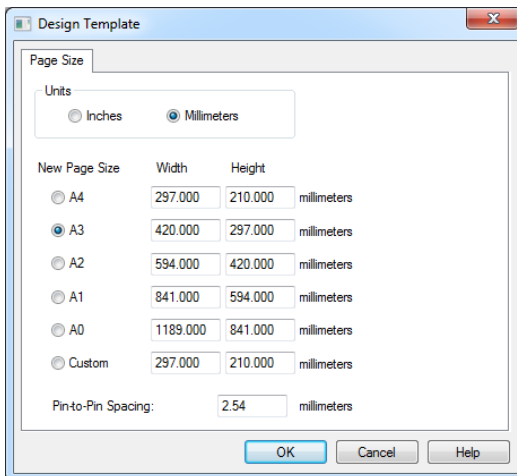 Design Template
Page Size
Units
Inches Millimeters
New Page Size Width Height
A4 297.000 210.000 millimeters
A3 420.000 297.000 millimeters
A2 594.000 420.000 millimeters
A1 841.000 594.000 millimeters
A0 1189.000 841.000 millimeters
Custom 297.000 210.000 millimeters
Pin-to-Pin Spacing: 2.54 millimeters
OK Cancel Help